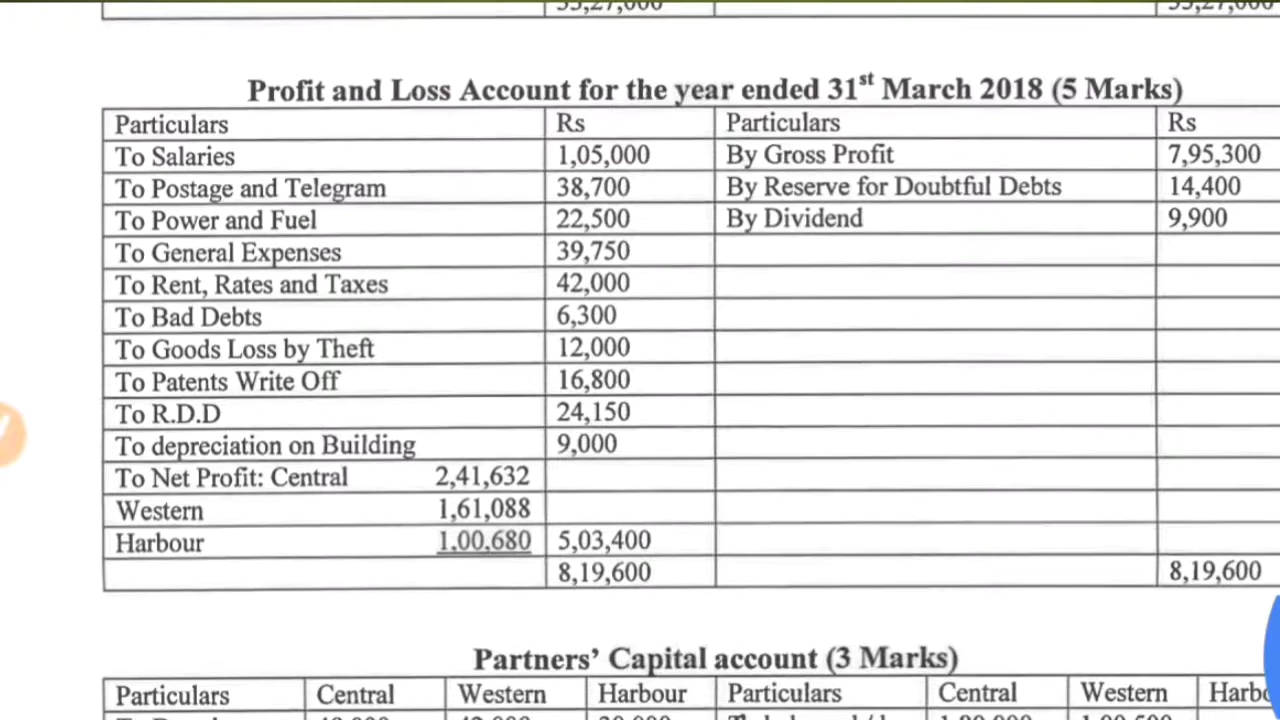 Profit and Loss Account for the year ended 31st March 2018 (5 Marks)
Particulars Rs Particulars Rs
To Salaries 1,05,000 By Gross Profit 7,95,300
To Postage and Telegram 38,700 By Reserve for Doubtful Debts 14,400
To Power and Fuel 22,500 By Dividend 9,900
To General Expenses 39,750
To Rent, Rates and Taxes 42,000
To Bad Debts 6,300
To Goods Loss by Theft 12,000
To Patents Write Off 16,800
To R.D.D 24,150
To depreciation on Building 9,000
To Net Profit: Central 2,41,632
Western 1,61,088
Harbour 1,00,680 5,03,400
8,19,600 8,19,600
Partners' Capital account (3 Marks)
Particulars Central Western Harbour Particulars Central Western